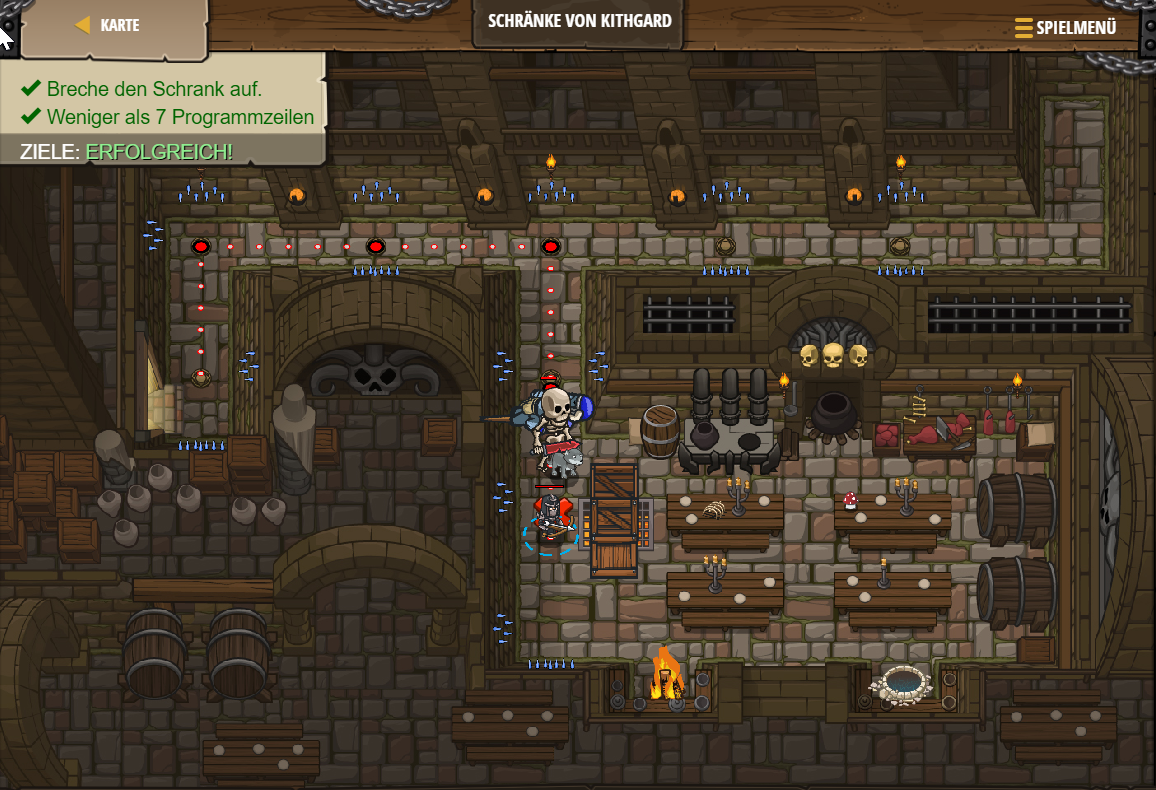 KARTE
SCHRÄNKE VON KITHGARD
SPIELMENÜ
Breche den Schrank auf.
Weniger als 7 Programmzeilen
ZIELE: ERFOLGREICH!